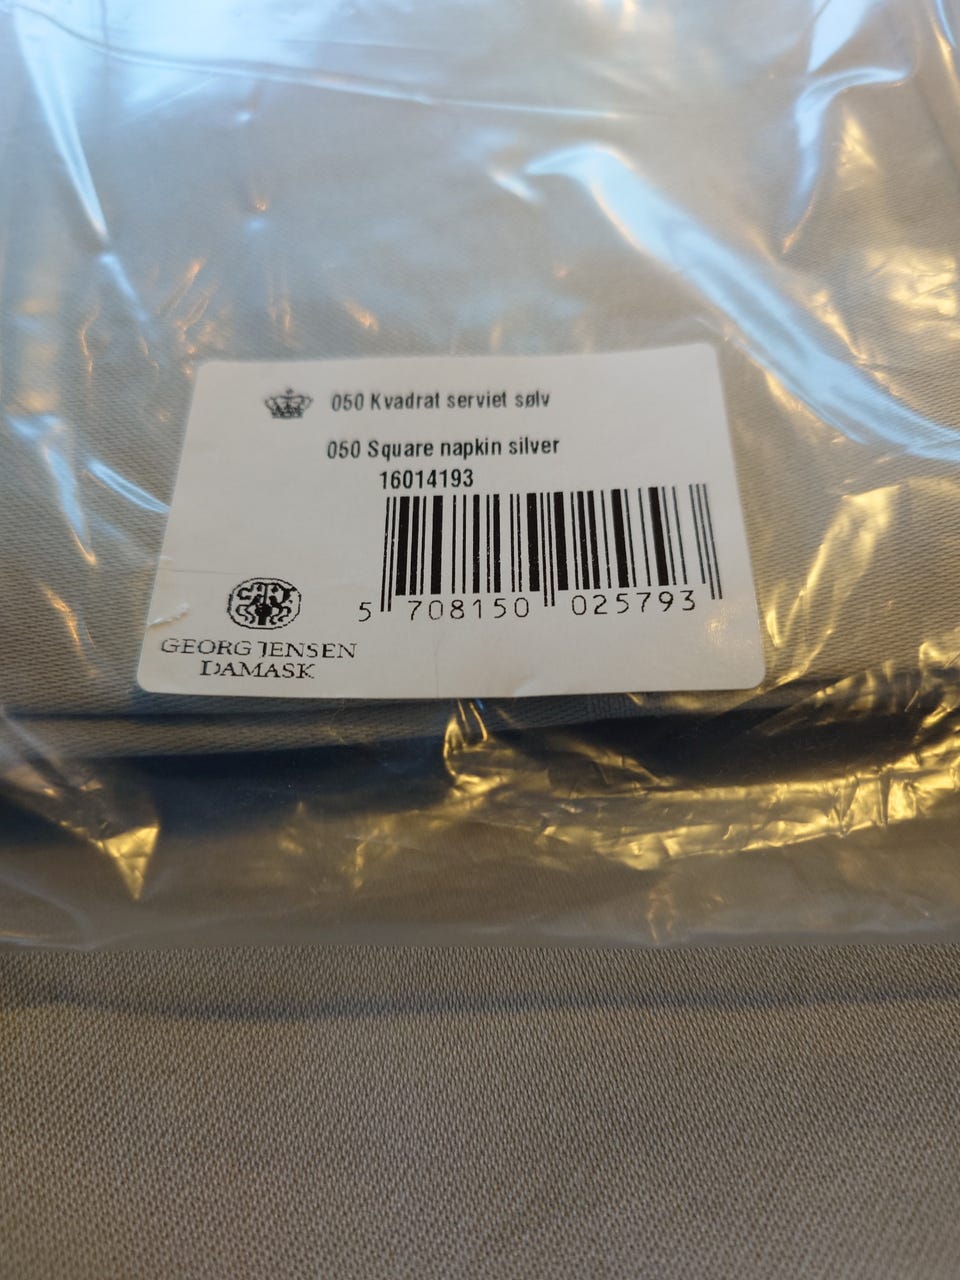 050 Kvadrat serviet sølv
050 Square napkin silver
16014193
5 708150 025793
GEORG JENSEN
DAMASK